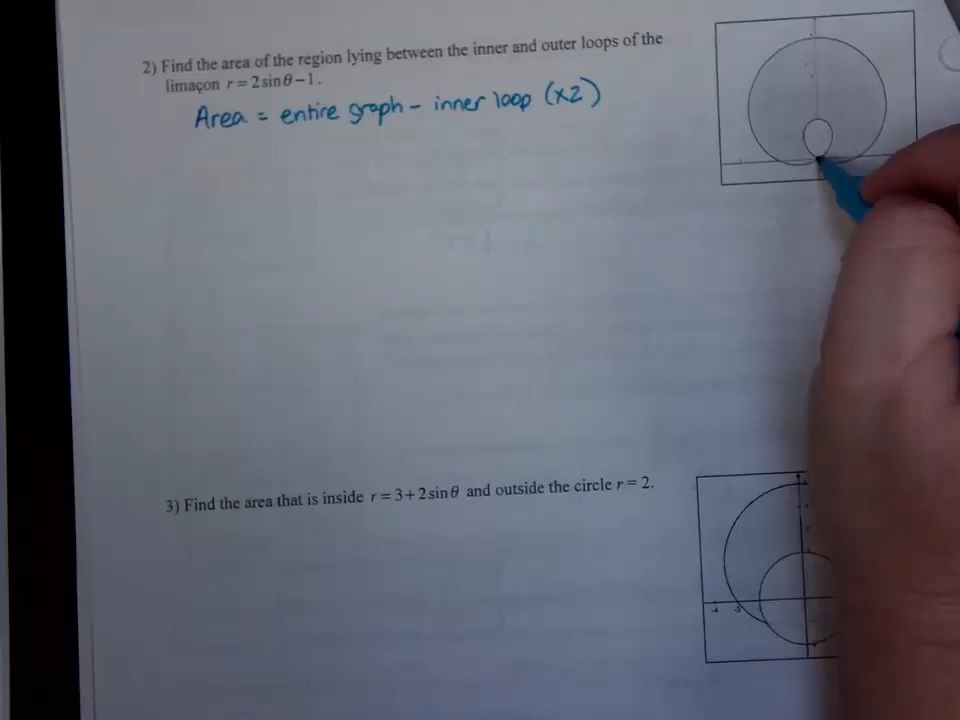 2) Find the area of the region lying between the inner and outer loops of the
limaçon r = 2 sin θ − 1.
Area = entire graph − inner loop (x2)
3) Find the area that is inside r = 3 + 2 sin θ and outside the circle r = 2.